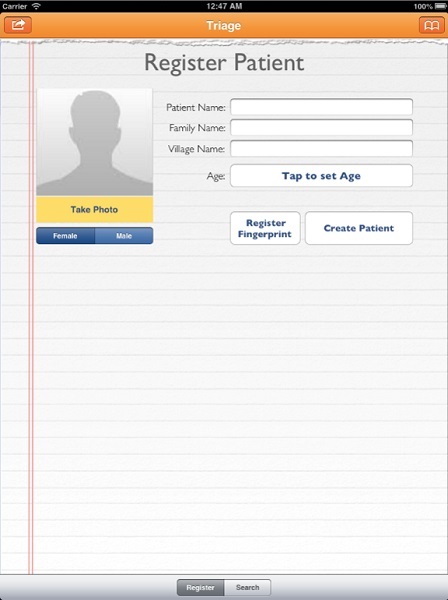 Carrier 12:47 AM 100%
Triage
Register Patient
Patient Name:
Family Name:
Village Name:
Age: Tap to set Age
Take Photo
Female Male
Register
Fingerprint
Create Patient
Register Search